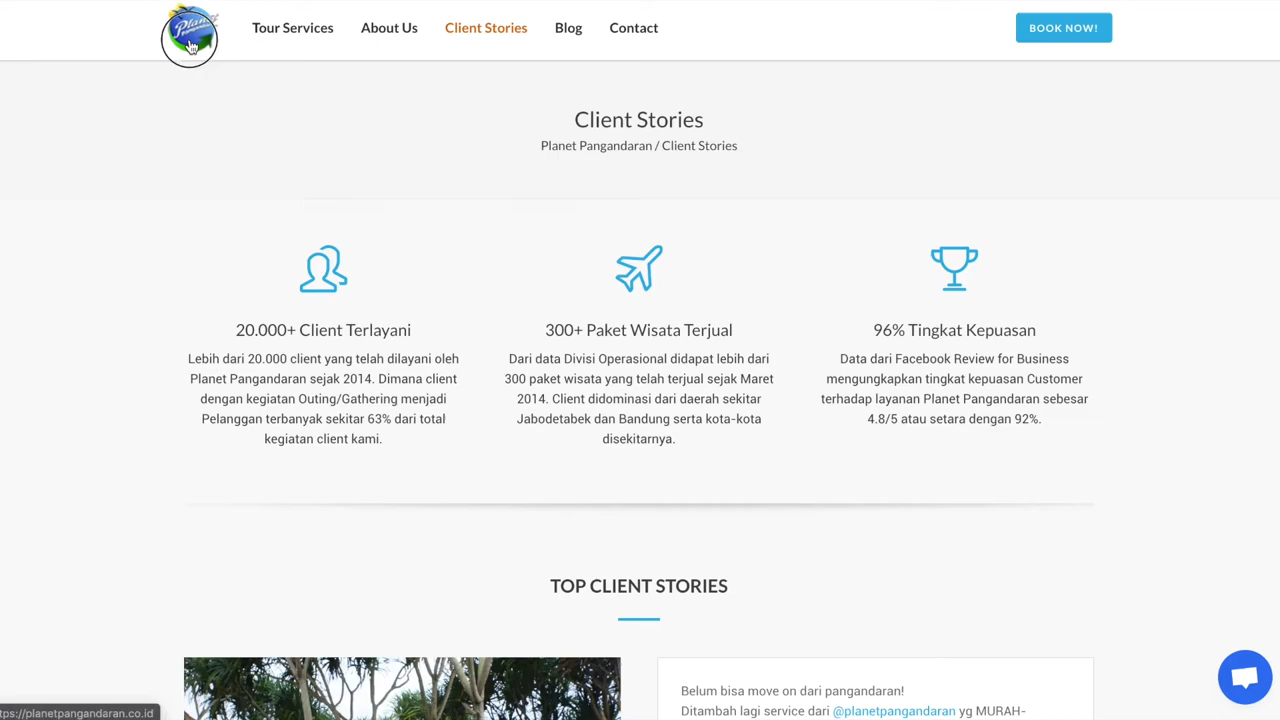 Planet
Tour Services
About Us
Client Stories
Blog
Contact
BOOK NOW!
Client Stories
Planet Pangandaran / Client Stories
20.000+ Client Terlayani
Lebih dari 20.000 client yang telah dilayani oleh
Planet Pangandaran sejak 2014. Dimana client
dengan kegiatan Outing/Gathering menjadi
Pelanggan terbanyak sekitar 63% dari total
kegiatan client kami.
300+ Paket Wisata Terjual
Dari data Divisi Operasional didapat lebih dari
300 paket wisata yang telah terjual sejak Maret
2014. Client didominasi dari daerah sekitar
Jabodetabek dan Bandung serta kota-kota
disekitarnya.
96% Tingkat Kepuasan
Data dari Facebook Review for Business
mengungkapkan tingkat kepuasan Customer
terhadap layanan Planet Pangandaran sebesar
4.8/5 atau setara dengan 92%.
TOP CLIENT STORIES
Belum bisa move on dari pangandaran!
Ditambah lagi service dari @planetpangandaran yg MURAH-
tps://planetpangandaran.co.id